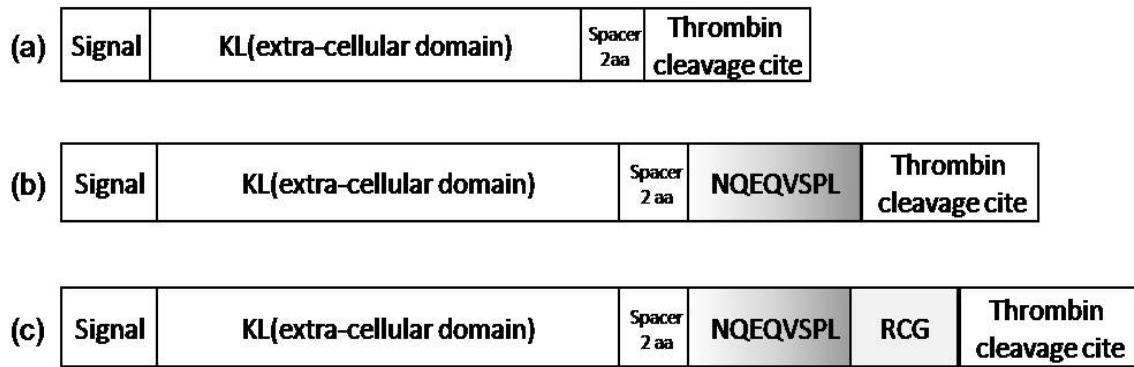 (a) Signal KL(extra-cellular domain) Spacer 2aa Thrombin cleavage cite
(b) Signal KL(extra-cellular domain) Spacer 2 aa NQEQVSPL Thrombin cleavage cite
(c) Signal KL(extra-cellular domain) Spacer 2 aa NQEQVSPL RCG Thrombin cleavage cite